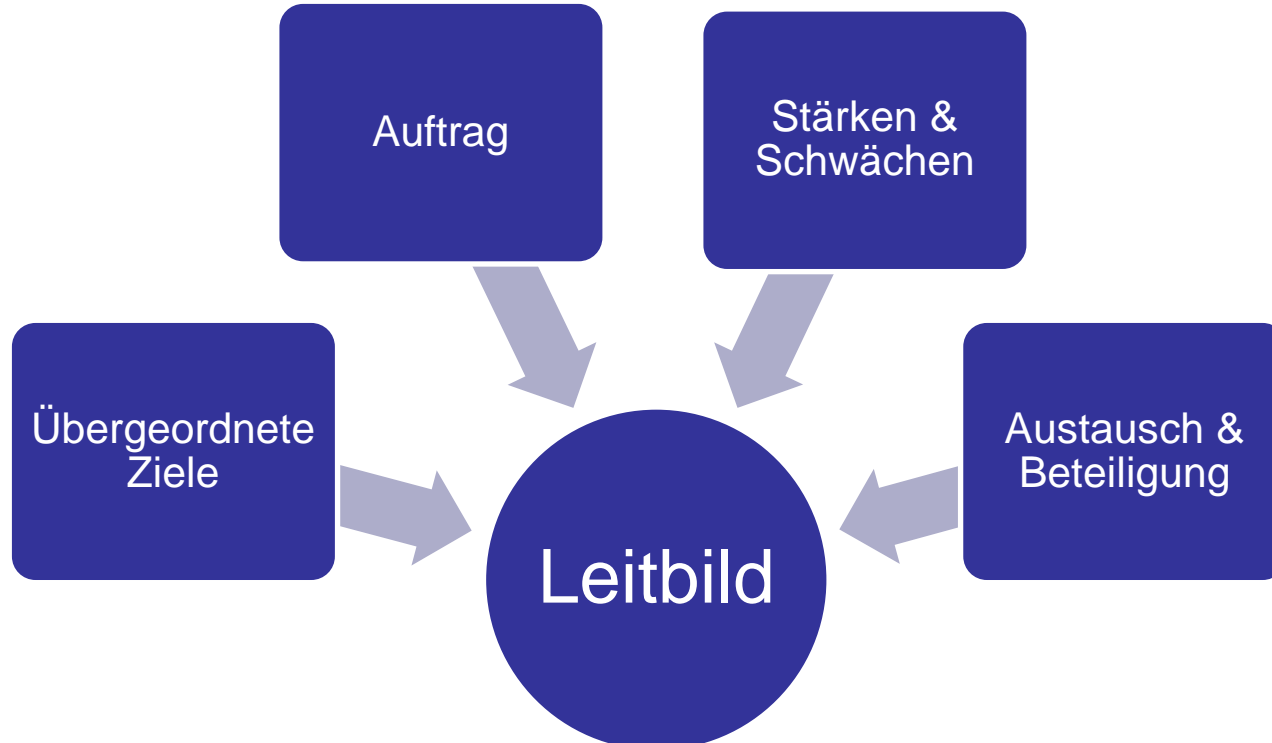 Auftrag
Stärken &
Schwächen
Übergeordnete
Ziele
Austausch &
Beteiligung
Leitbild